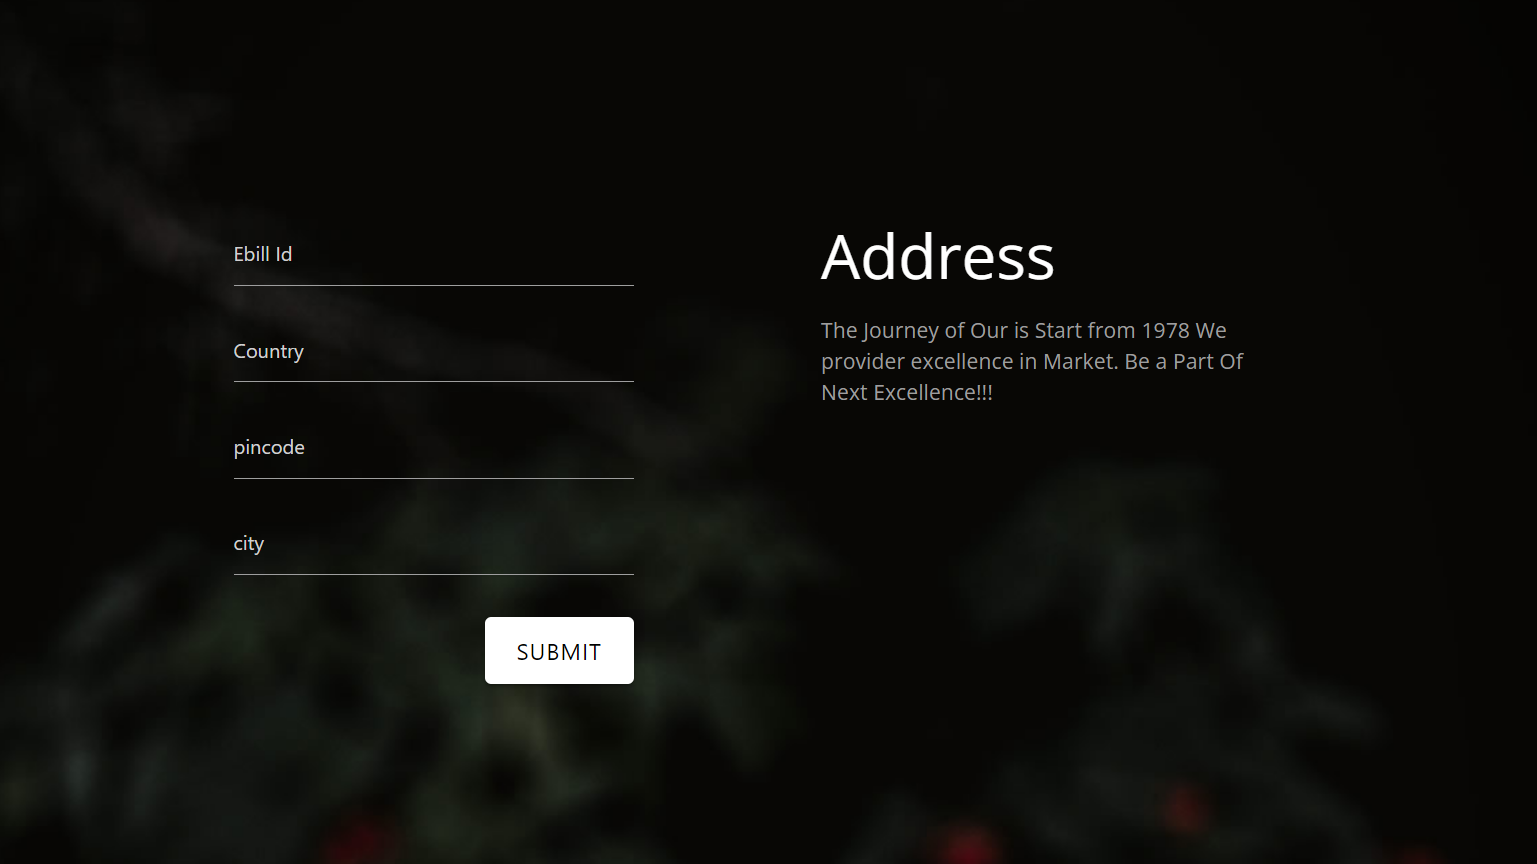 Ebill Id
Country
pincode
city
SUBMIT
Address
The Journey of Our is Start from 1978 We
provider excellence in Market. Be a Part Of
Next Excellence!!!